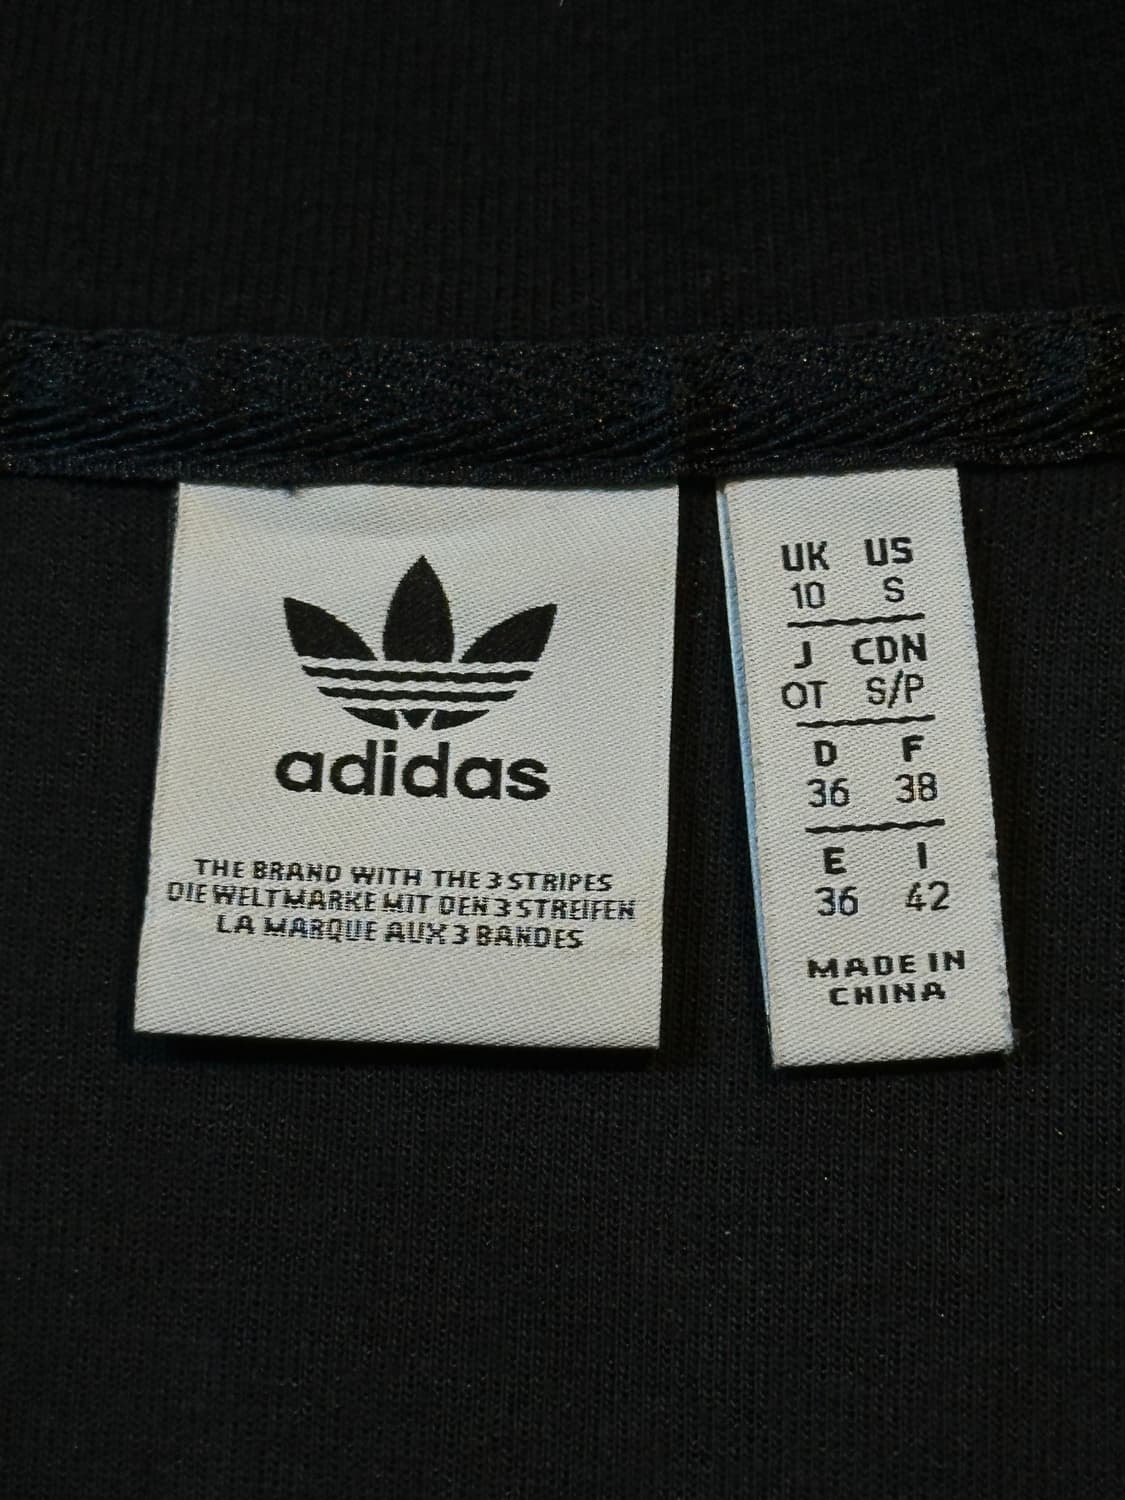 adidas
THE BRAND WITH THE 3 STRIPES
DIE WELTMARKE MIT DEN 3 STREIFEN
LA MARQUE AUX 3 BANDES
UK US
10 S
J CDN
OT S/P
D F
36 38
E I
36 42
MADE IN
CHINA